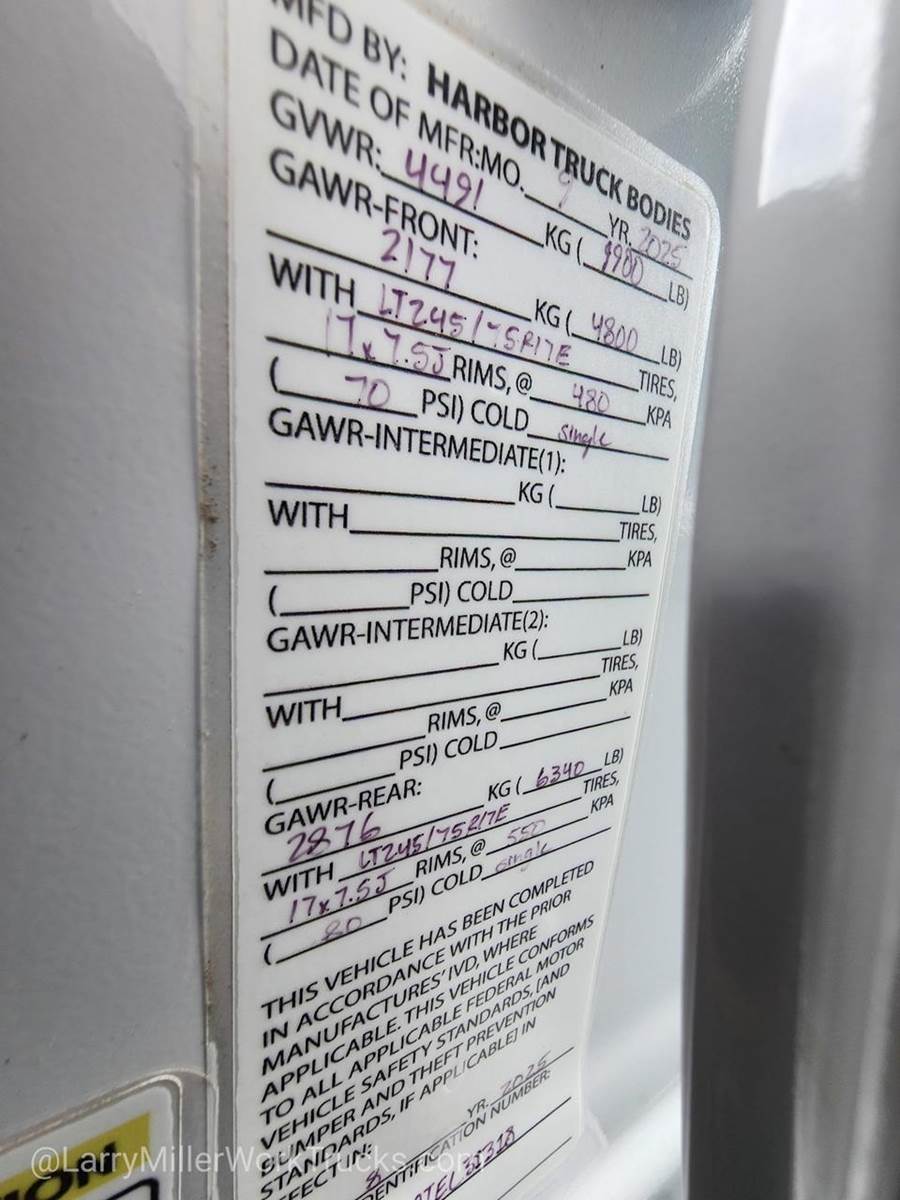 MFD BY: HARBOR TRUCK BODIES
DATE OF MFR:MO. 9 YR. 2025
GVWR: 4491 KG ( 9900 LB)
GAWR-FRONT:
2177 KG ( 4800 LB)
WITH LT245/75R17E TIRES,
17x7.5J RIMS, @ 480 KPA
( 70 PSI) COLD single
GAWR-INTERMEDIATE(1):
KG ( LB)
WITH TIRES,
RIMS, @ KPA
( PSI) COLD
GAWR-INTERMEDIATE(2):
KG ( LB)
WITH TIRES,
RIMS, @ KPA
( PSI) COLD
GAWR-REAR:
2876 KG ( 6340 LB)
WITH LT245/75R17E TIRES,
17x7.5J RIMS, @ 550 KPA
( 80 PSI) COLD single
THIS VEHICLE HAS BEEN COMPLETED
IN ACCORDANCE WITH THE PRIOR
MANUFACTURES' IVD, WHERE
APPLICABLE. THIS VEHICLE CONFORMS
TO ALL APPLICABLE FEDERAL MOTOR
VEHICLE SAFETY STANDARDS, [AND
BUMPER AND THEFT PREVENTION
STANDARDS, IF APPLICABLE] IN
EFFECT IN: 8 YR. 2025
IDENTIFICATION NUMBER:
@LarryMillerWorkTrucks.com